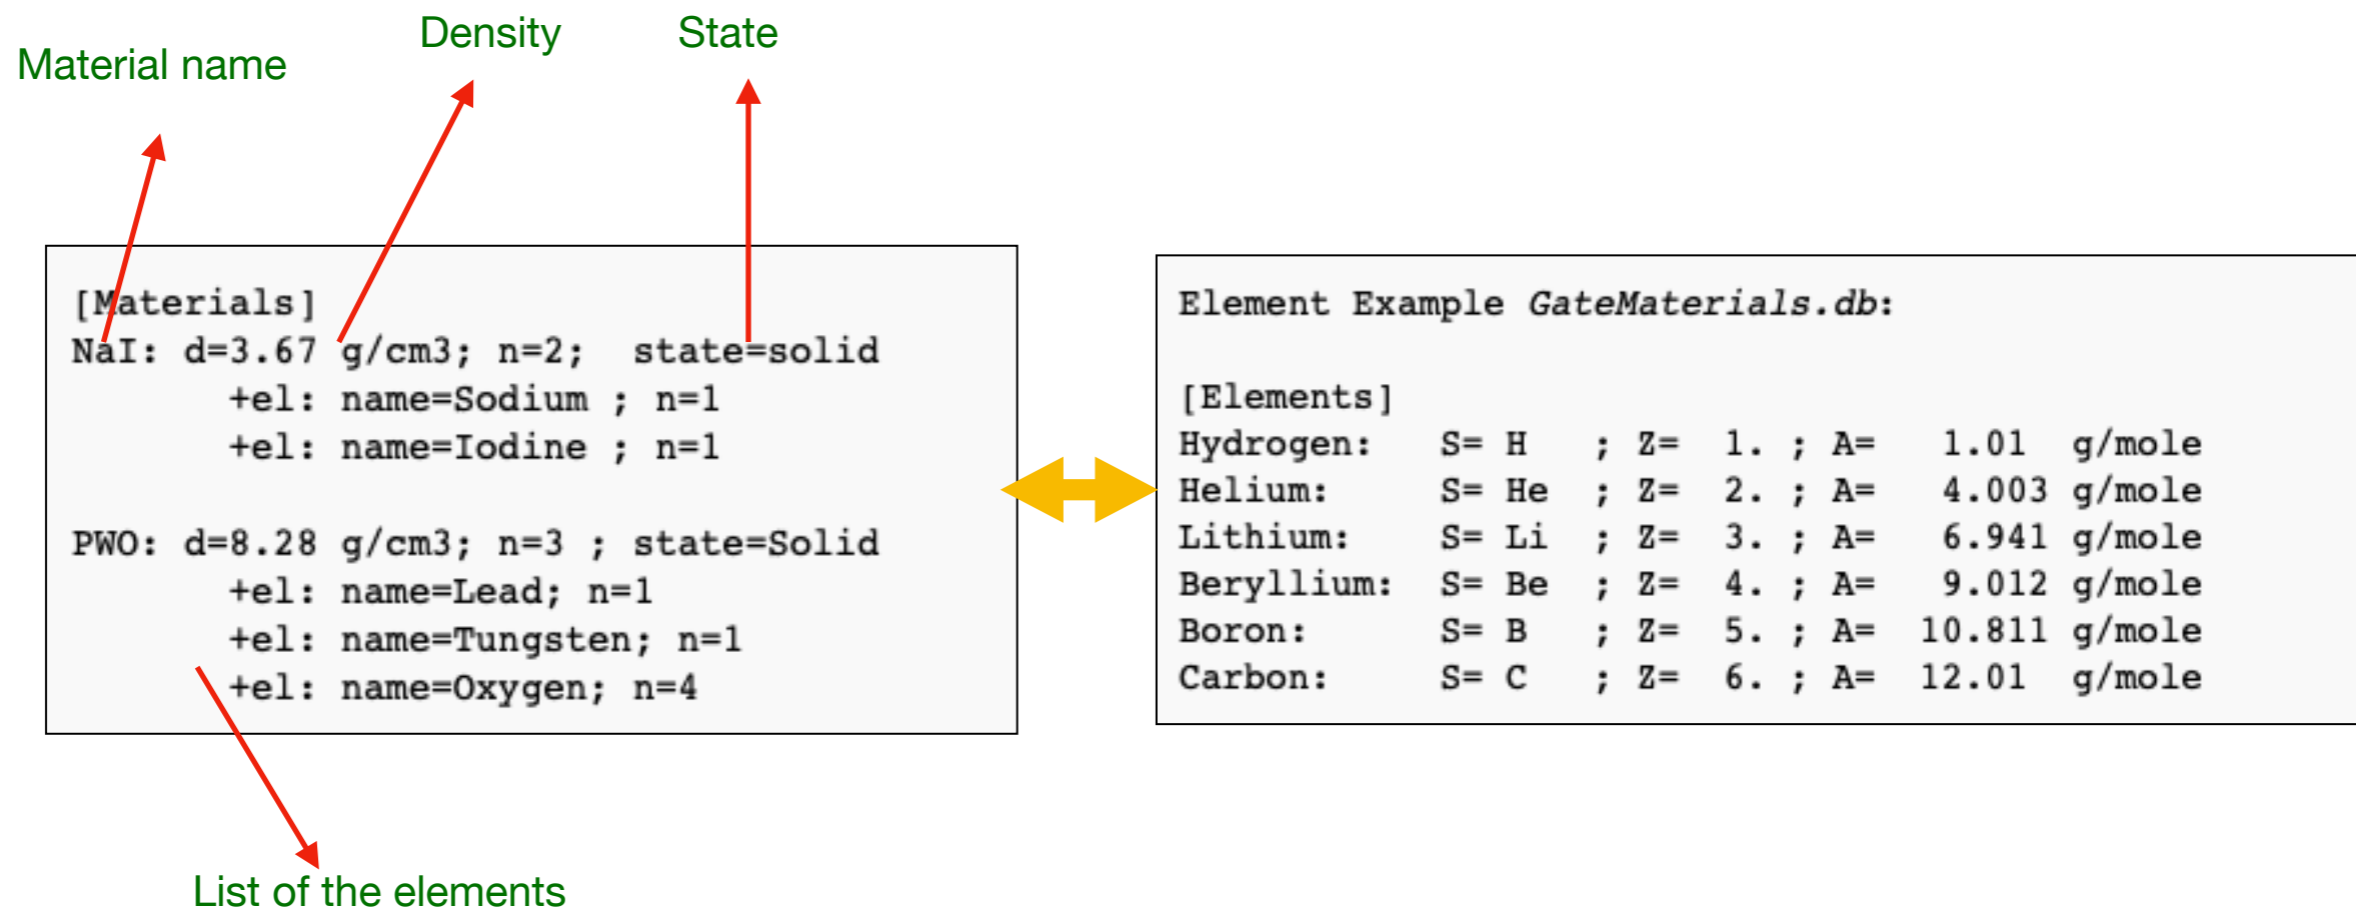 Material name
Density
State
[Materials]
NaI: d=3.67 g/cm3; n=2;  state=solid
+el: name=Sodium ; n=1
+el: name=Iodine ; n=1
PWO: d=8.28 g/cm3; n=3 ; state=Solid
+el: name=Lead; n=1
+el: name=Tungsten; n=1
+el: name=Oxygen; n=4
List of the elements
Element Example GateMaterials.db:
[Elements]
Hydrogen:   S= H   ; Z=  1. ; A=   1.01  g/mole
Helium:     S= He  ; Z=  2. ; A=   4.003 g/mole
Lithium:    S= Li  ; Z=  3. ; A=   6.941 g/mole
Beryllium:  S= Be  ; Z=  4. ; A=   9.012 g/mole
Boron:      S= B   ; Z=  5. ; A=  10.811 g/mole
Carbon:     S= C   ; Z=  6. ; A=  12.01  g/mole